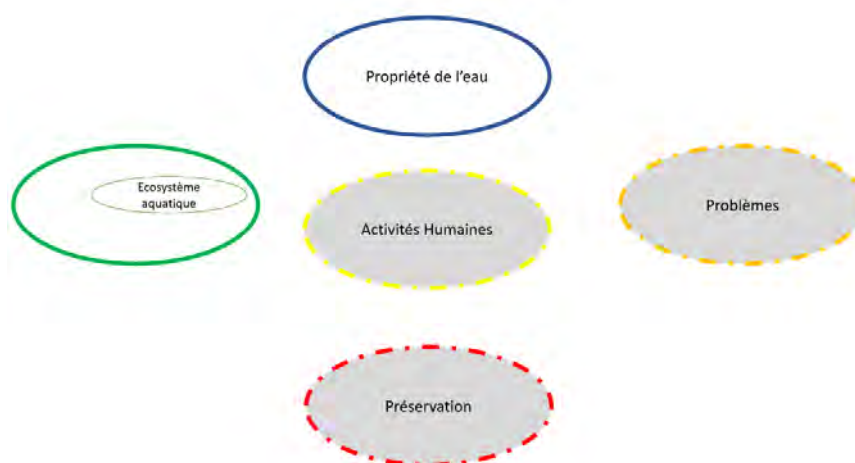 Propriété de l'eau
Ecosystème
aquatique
Activités Humaines
Problèmes
Préservation